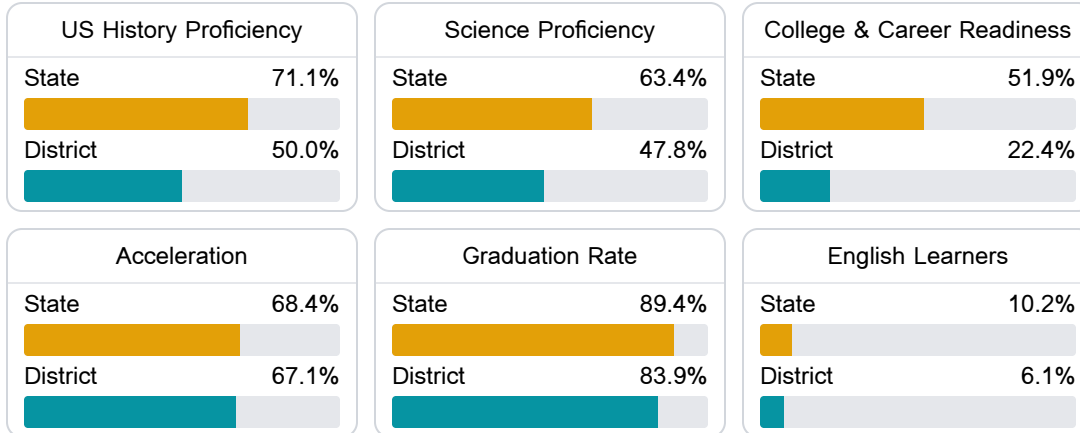 US History Proficiency
State 71.1%
District 50.0%
Science Proficiency
State 63.4%
District 47.8%
College & Career Readiness
State 51.9%
District 22.4%
Acceleration
State 68.4%
District 67.1%
Graduation Rate
State 89.4%
District 83.9%
English Learners
State 10.2%
District 6.1%